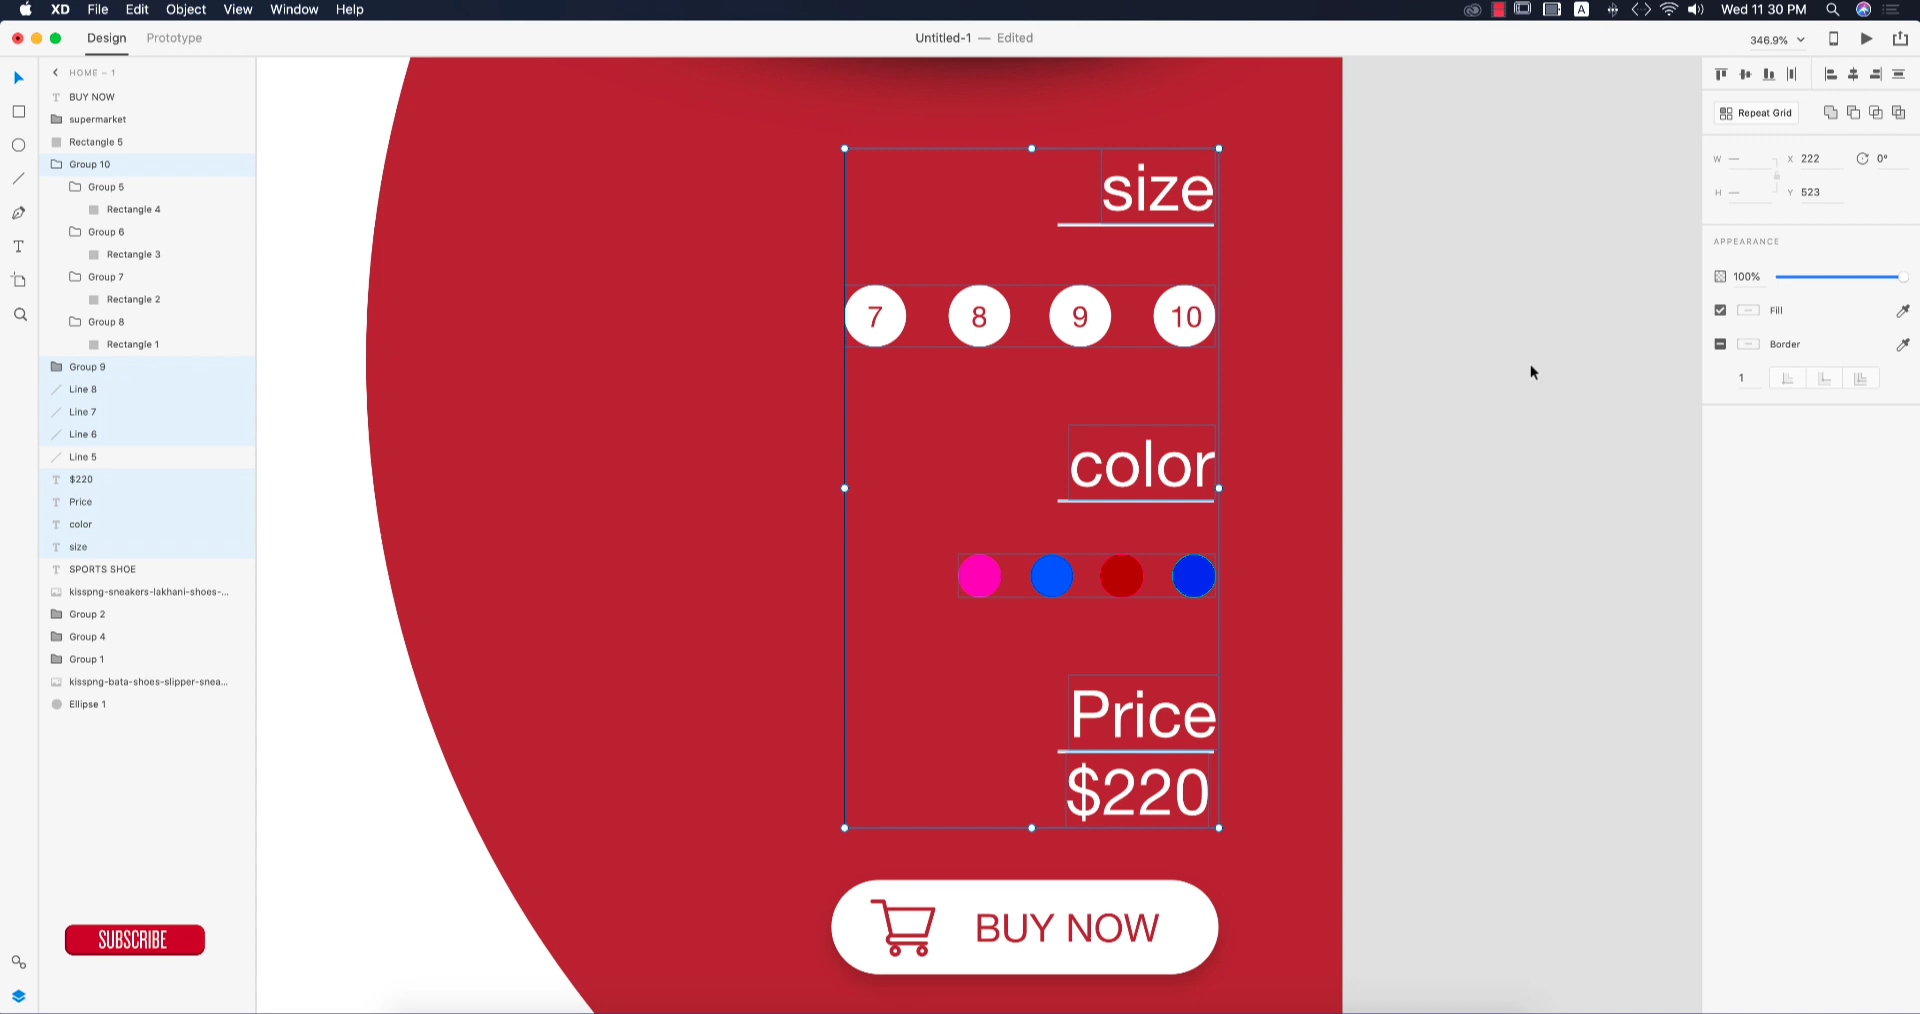 XD File Edit Object View Window Help
A Wed 11 30 PM
Design Prototype
Untitled-1 — Edited
346.9%
HOME – 1
BUY NOW
supermarket
Rectangle 5
Group 10
Group 5
Rectangle 4
Group 6
Rectangle 3
Group 7
Rectangle 2
Group 8
Rectangle 1
Group 9
Line 8
Line 7
Line 6
Line 5
$220
Price
color
size
SPORTS SHOE
kisspng-sneakers-lakhani-shoes-...
Group 2
Group 4
Group 1
kisspng-bata-shoes-slipper-snea...
Ellipse 1
SUBSCRIBE
size
7 8 9 10
color
Price
$220
BUY NOW
Repeat Grid
W — X 222 0°
H — Y 523
APPEARANCE
100%
Fill
Border
1